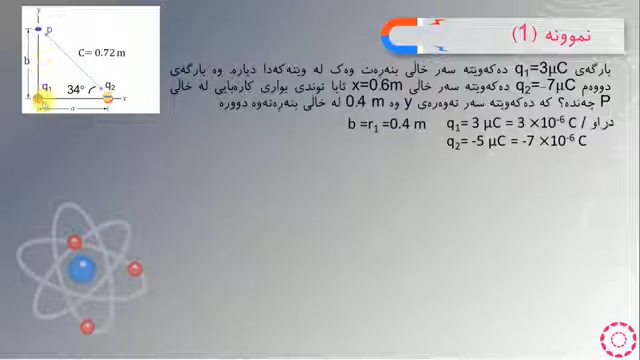 نموونە (1)
y
p
C= 0.72 m
b
q1
34°
q2
x
a
بارگەی q₁=3μC دەکەوێتە سەر خاڵی بنەرەت وەک لە وێنەکەدا دیارە. وە بارگەی
دووەم q₂=-7μC دەکەوێتە سەر خاڵی x=0.6m ئایا توندی بواری کارەبایی لە خاڵی
P چەندە؟ کە دەکەوێتە سەر تەوەرەی y وە 0.4 m لە خاڵی بنەرەتەوە دوورە
دراو / q₁= 3 μC = 3 ×10⁻⁶ C b =r₁ =0.4 m
q₂= -5 μC = -7 ×10⁻⁶ C